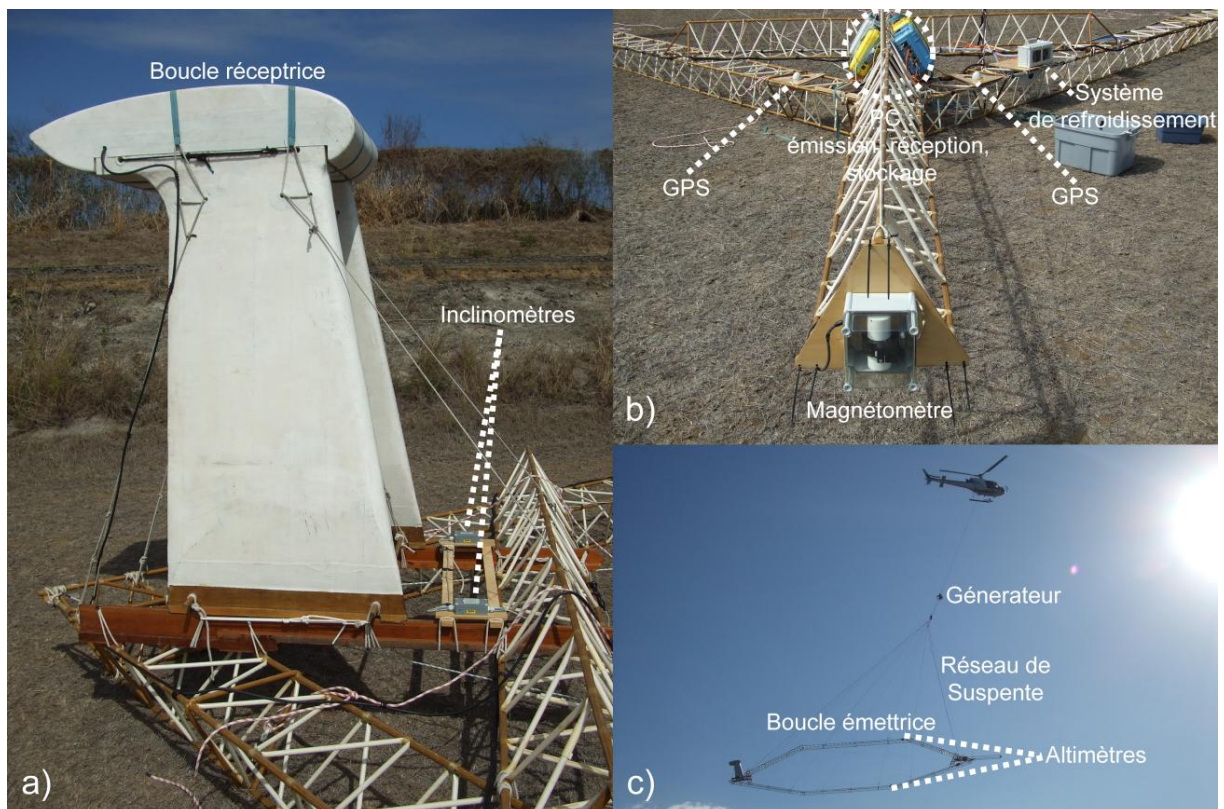 Boucle réceptrice
Inclinomètres
a)
PC
émission, réception,
stockage
GPS
GPS
Système
de refroidissement
Magnétomètre
b)
Génerateur
Réseau de
Suspente
Boucle émettrice
Altimètres
c)